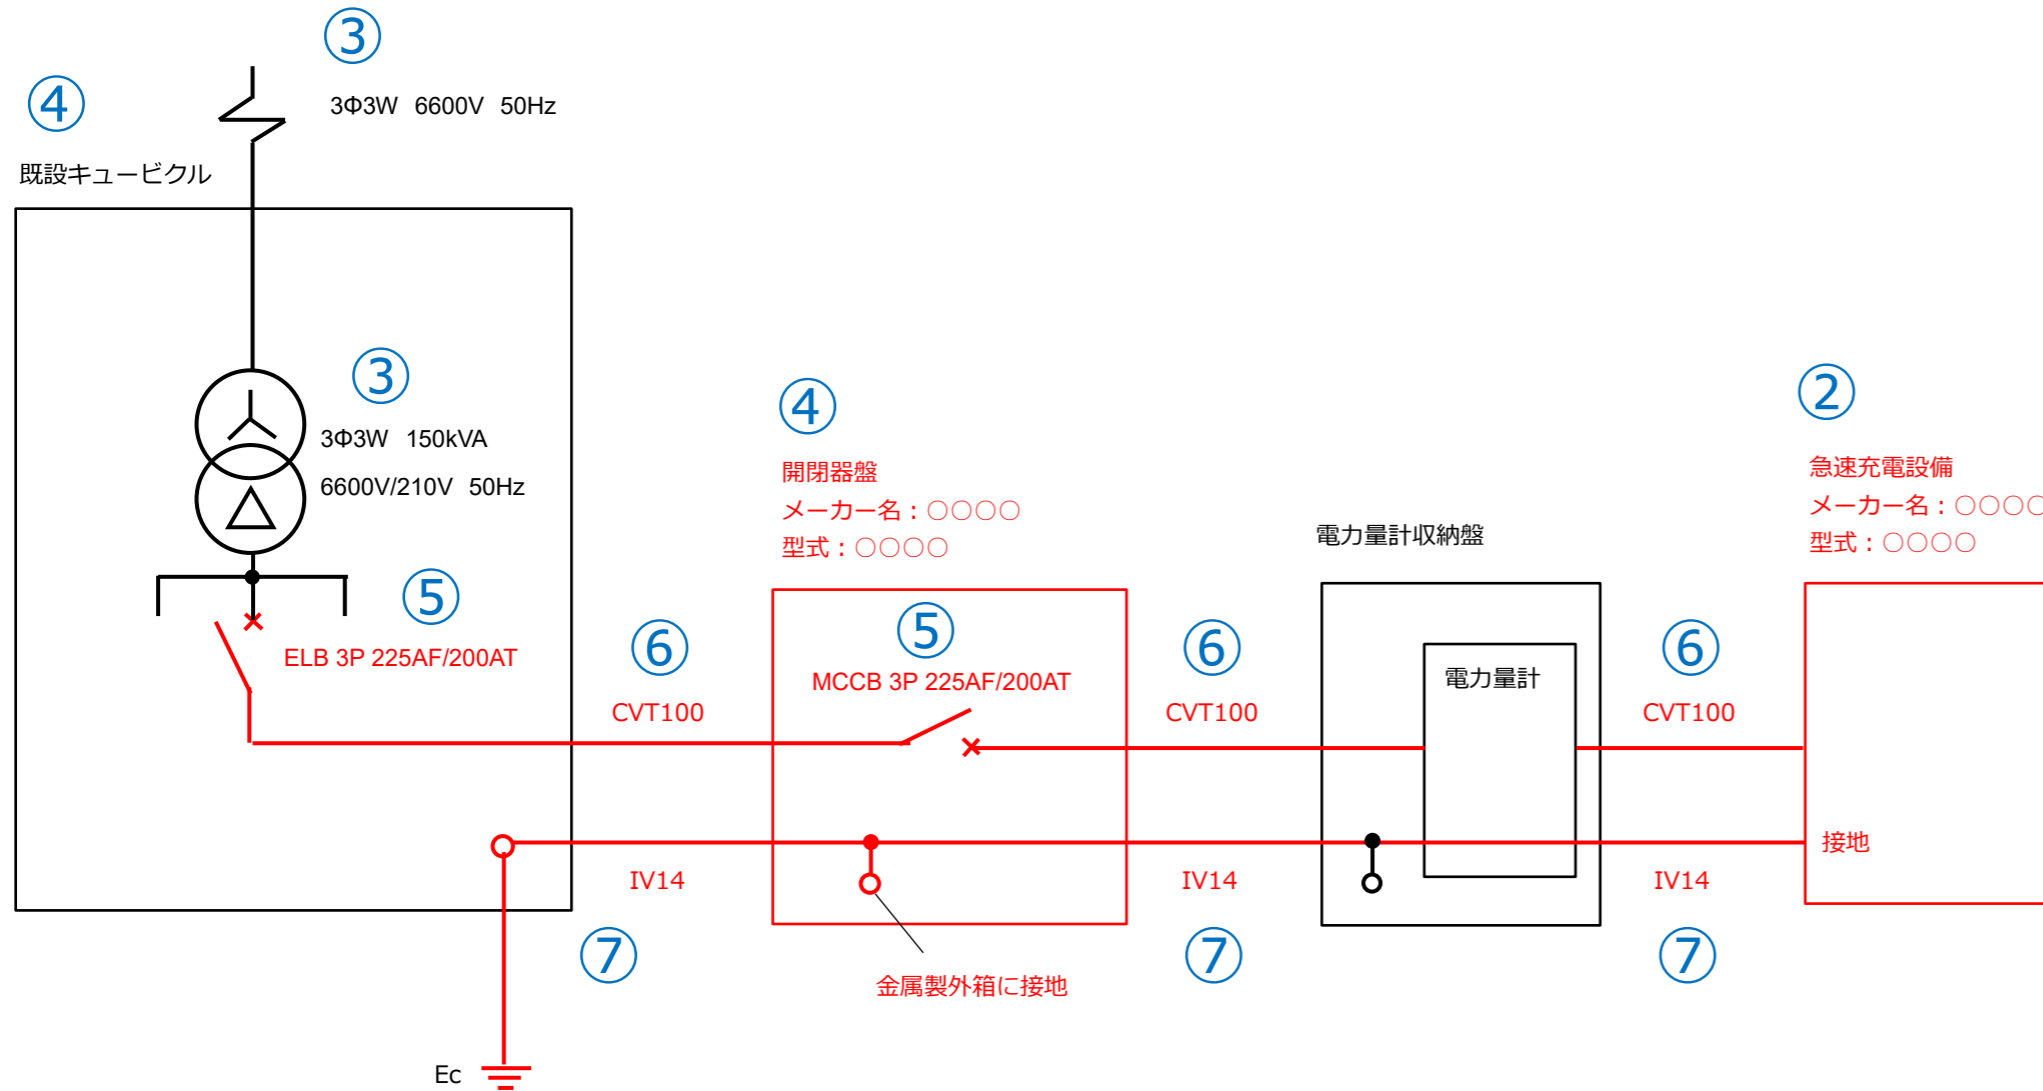 ③
3Φ3W 6600V 50Hz
④
既設キュービクル
③
3Φ3W 150kVA
6600V/210V 50Hz
⑤
ELB 3P 225AF/200AT
⑥
CVT100
④
開閉器盤
メーカー名：○○○○
型式：○○○○
⑤
MCCB 3P 225AF/200AT
⑥
CVT100
電力量計収納盤
電力量計
⑥
CVT100
②
急速充電設備
メーカー名：○○○○
型式：○○○○
接地
IV14
⑦
IV14
⑦
IV14
⑦
金属製外箱に接地
Ec